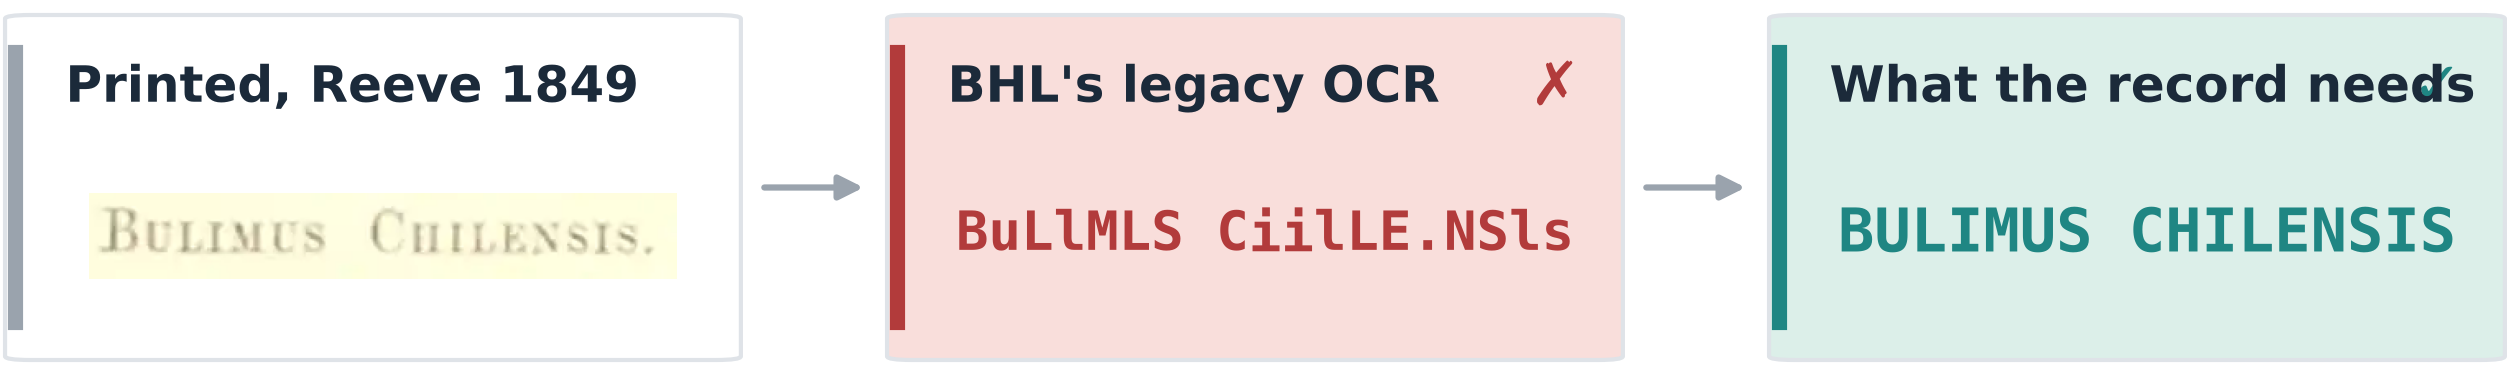 Printed, Reeve 1849
BULIMUS CHILENSIS.
BHL's legacy OCR ✗
BuLlMLS CiilLE.NSls
What the record needs ✓
BULIMUS CHILENSIS